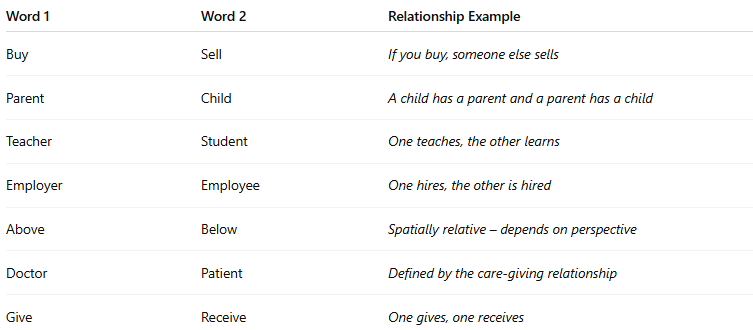 Word 1 Word 2 Relationship Example
Buy Sell If you buy, someone else sells
Parent Child A child has a parent and a parent has a child
Teacher Student One teaches, the other learns
Employer Employee One hires, the other is hired
Above Below Spatially relative – depends on perspective
Doctor Patient Defined by the care-giving relationship
Give Receive One gives, one receives